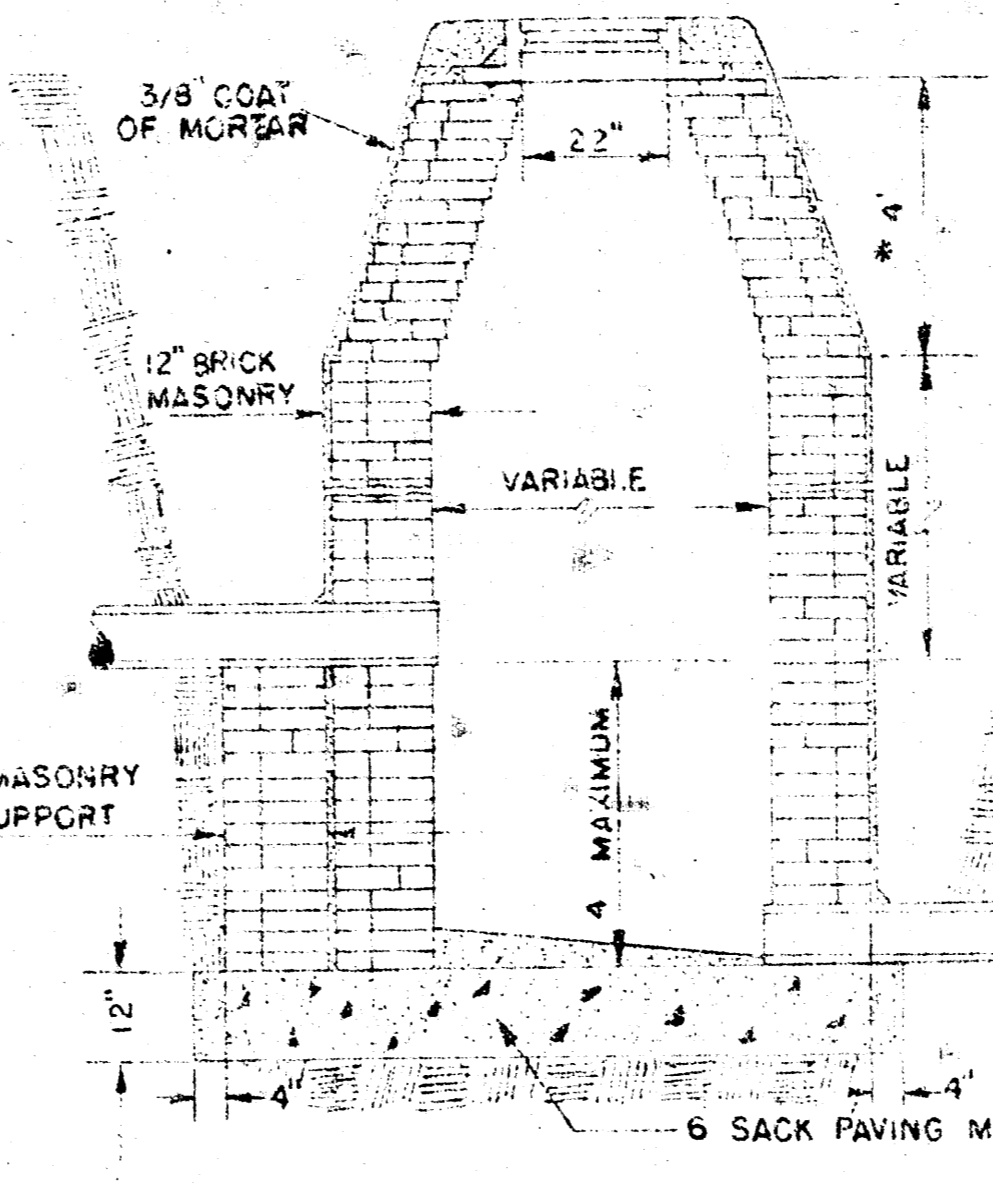 3/8" COAT
OF MORTAR
22"
* 4'
12" BRICK
MASONRY
VARIABLE
VARIABLE
MASONRY
UPPORT
4 MAXIMUM
12"
4"
4"
6 SACK PAVING M